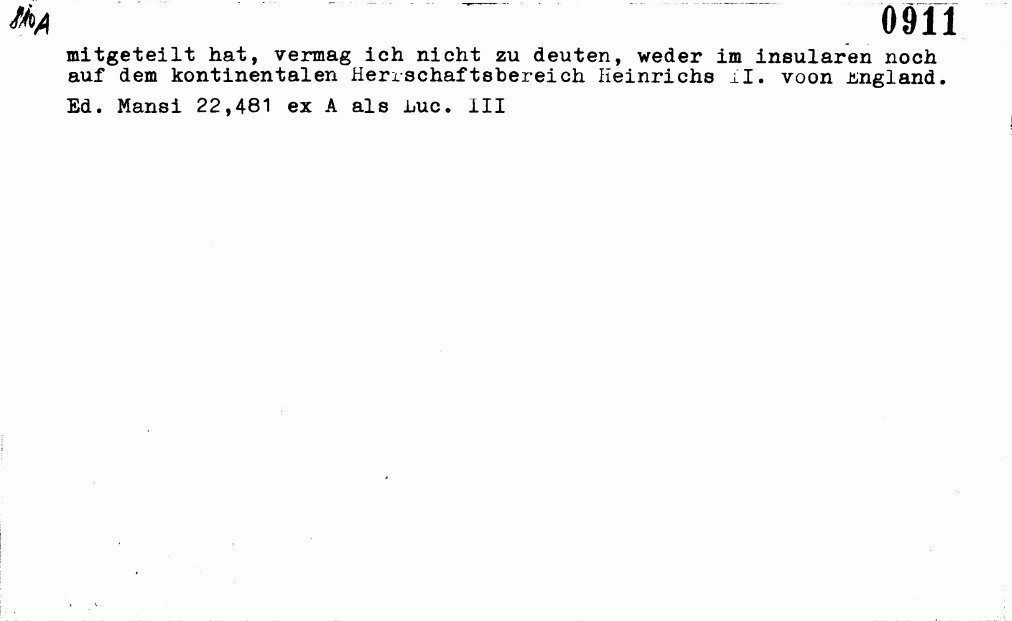 810A 0911
mitgeteilt hat, vermag ich nicht zu deuten, weder im insularen noch
auf dem kontinentalen Herrschaftsbereich Heinrichs II. voon England.
Ed. Mansi 22,481 ex A als Luc. III